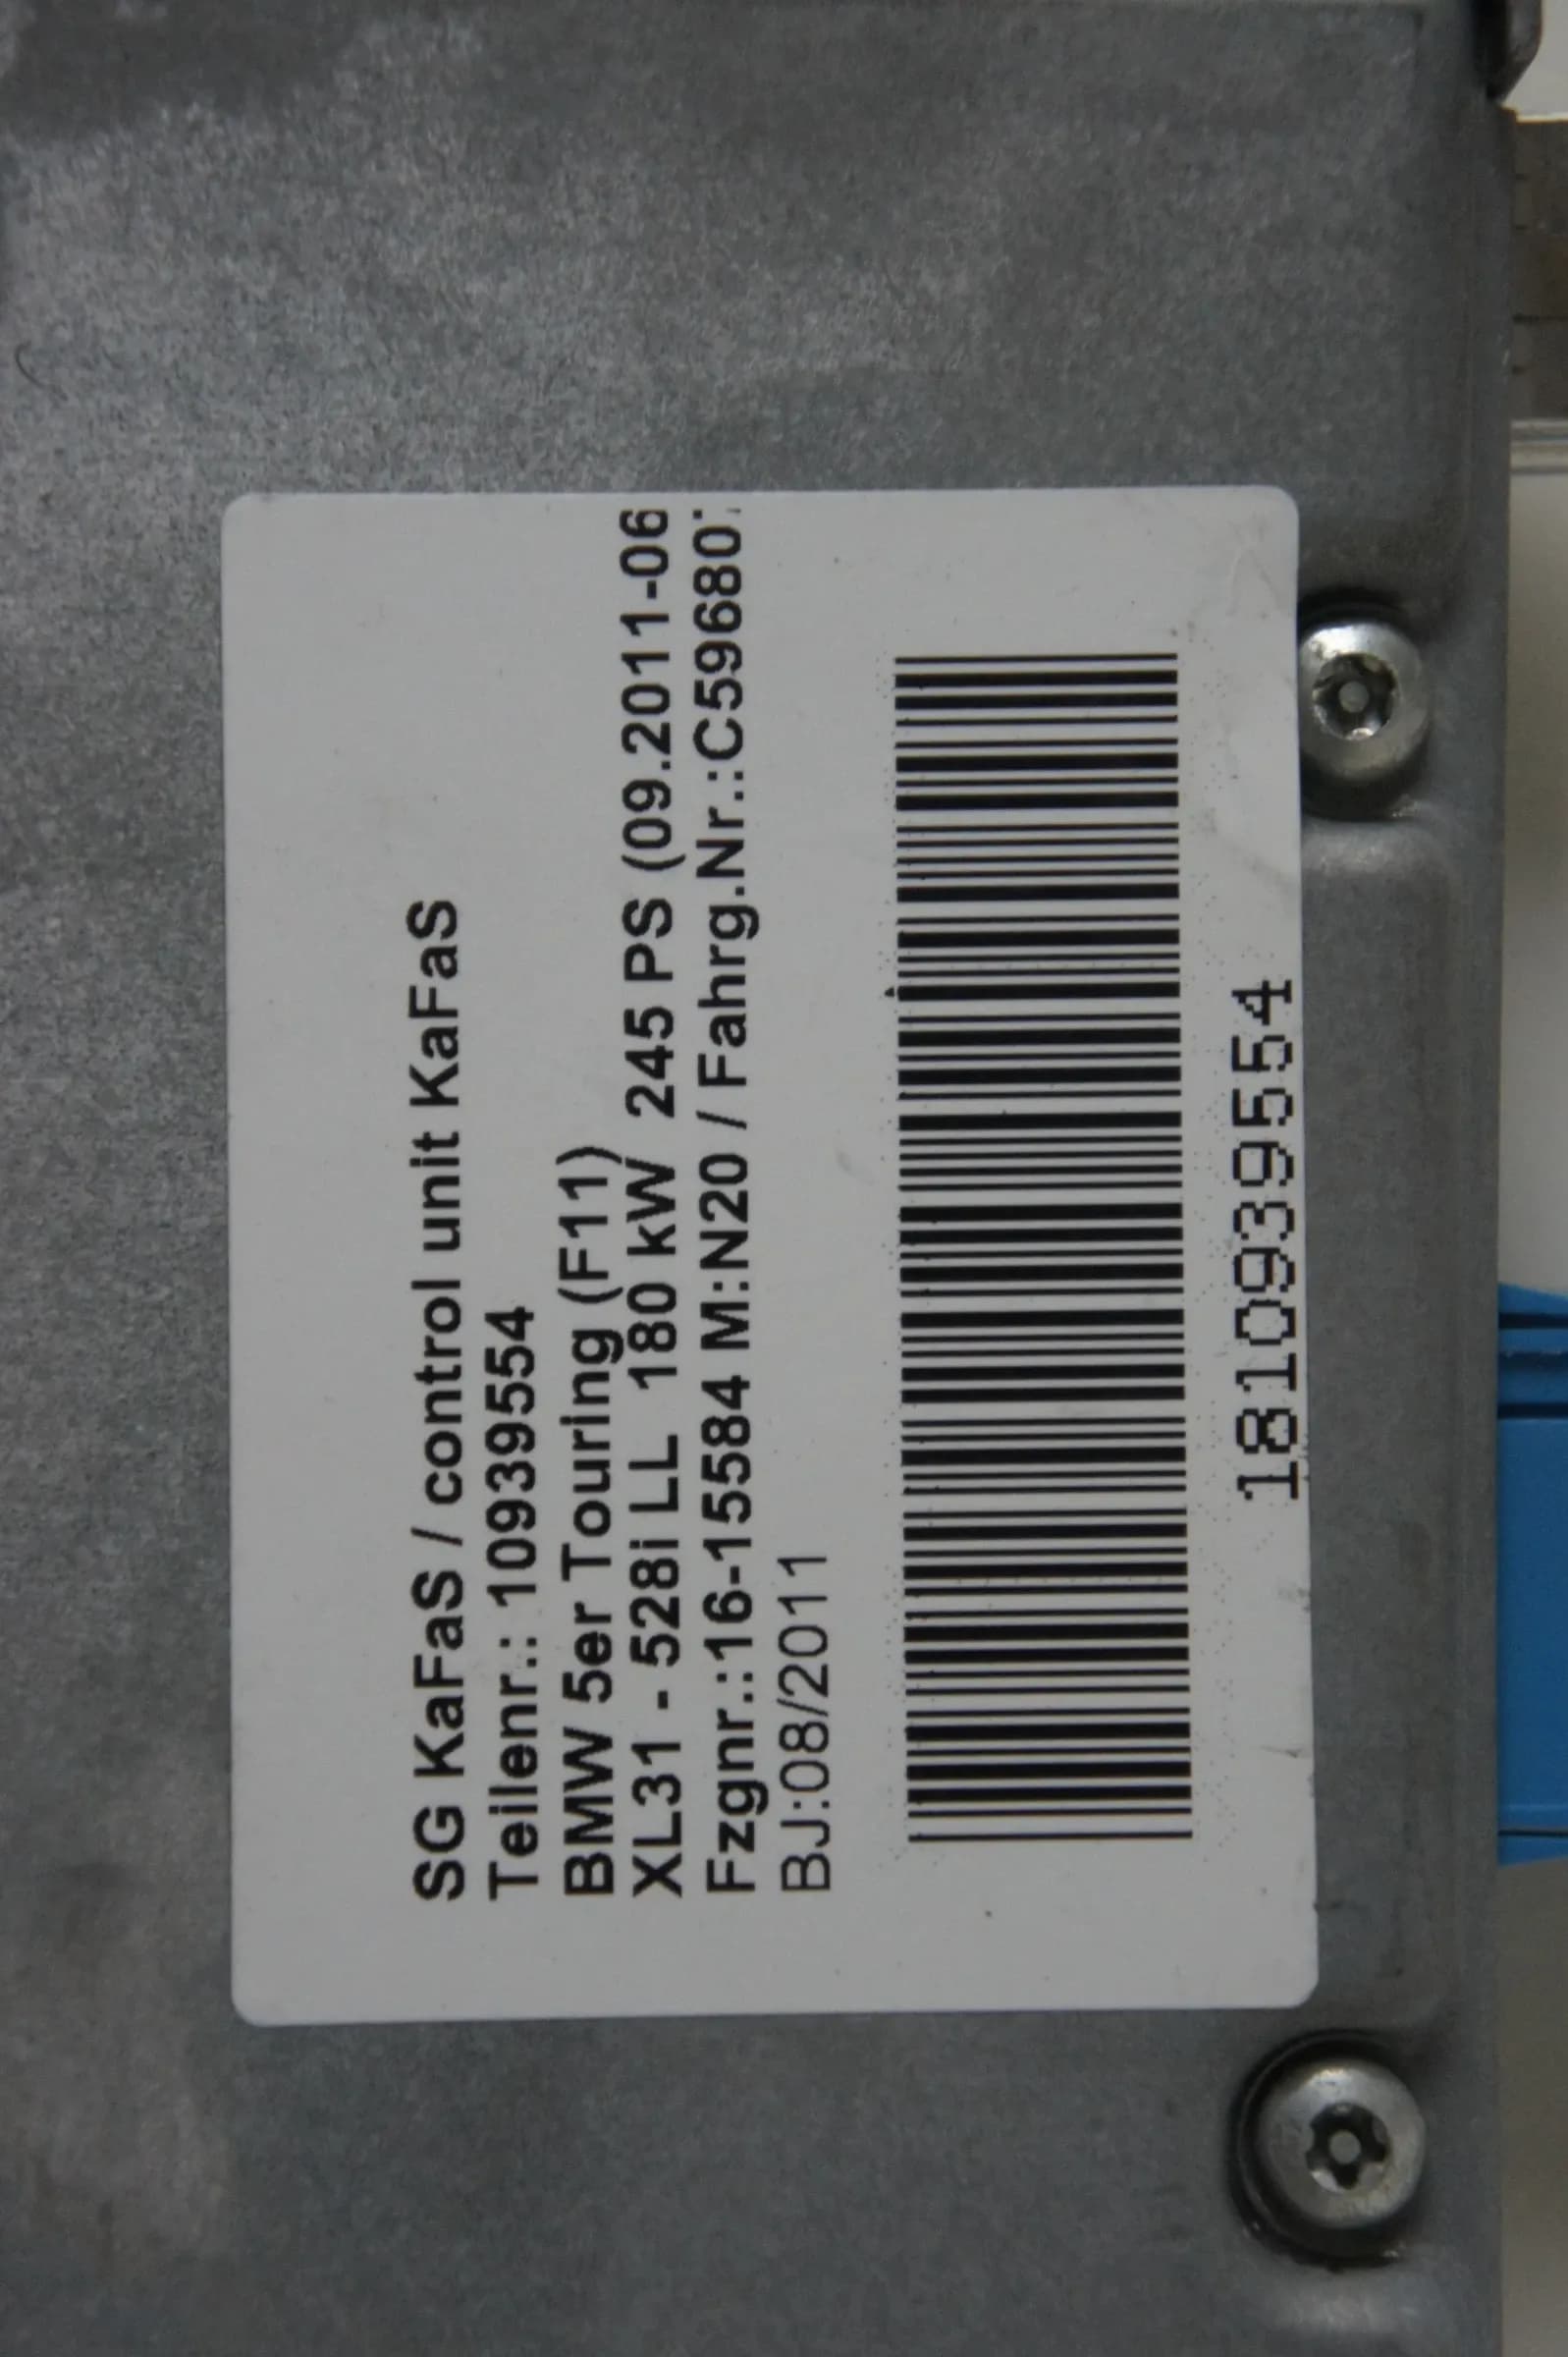 SG KaFaS / control unit KaFaS
Teilenr.: 10939554
BMW 5er Touring (F11)
XL31 - 528i LL 180 kW 245 PS (09.2011-06
Fzgnr.:16-15584 M:N20 / Fahrg.Nr.:C59680
BJ:08/2011
1810939554